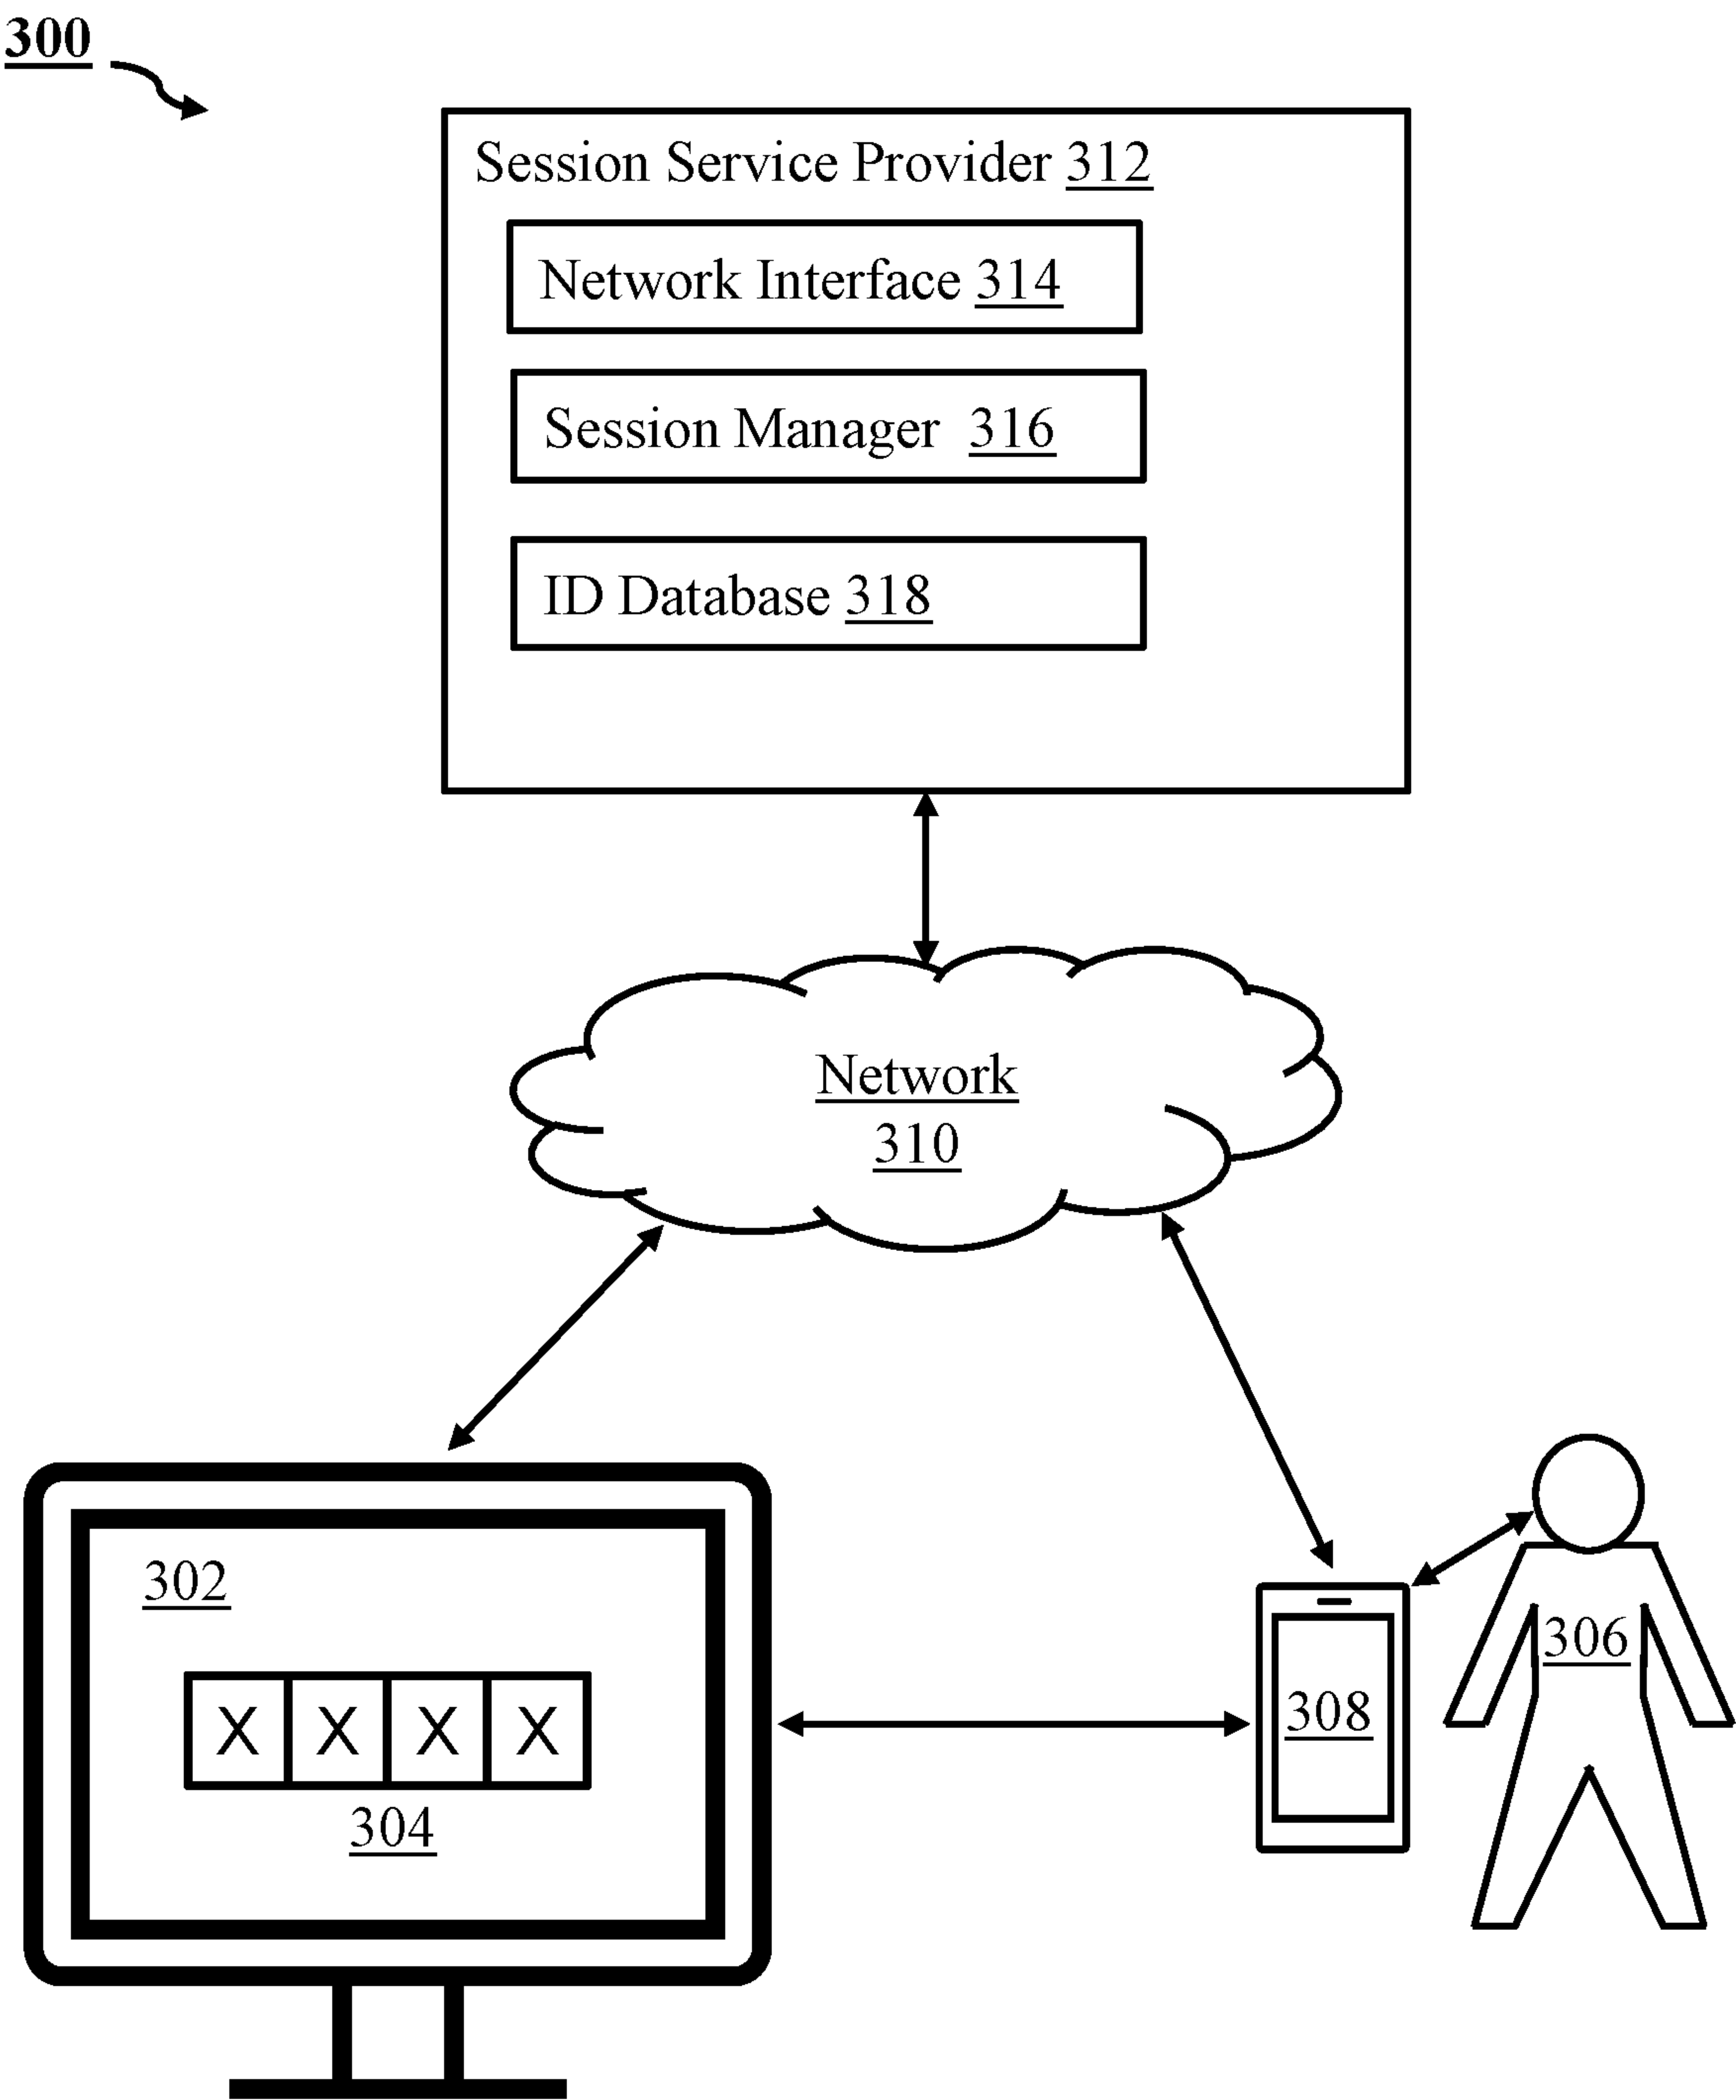 300
Session Service Provider 312
Network Interface 314
Session Manager 316
ID Database 318
Network
310
302
X X X X
304
308
306